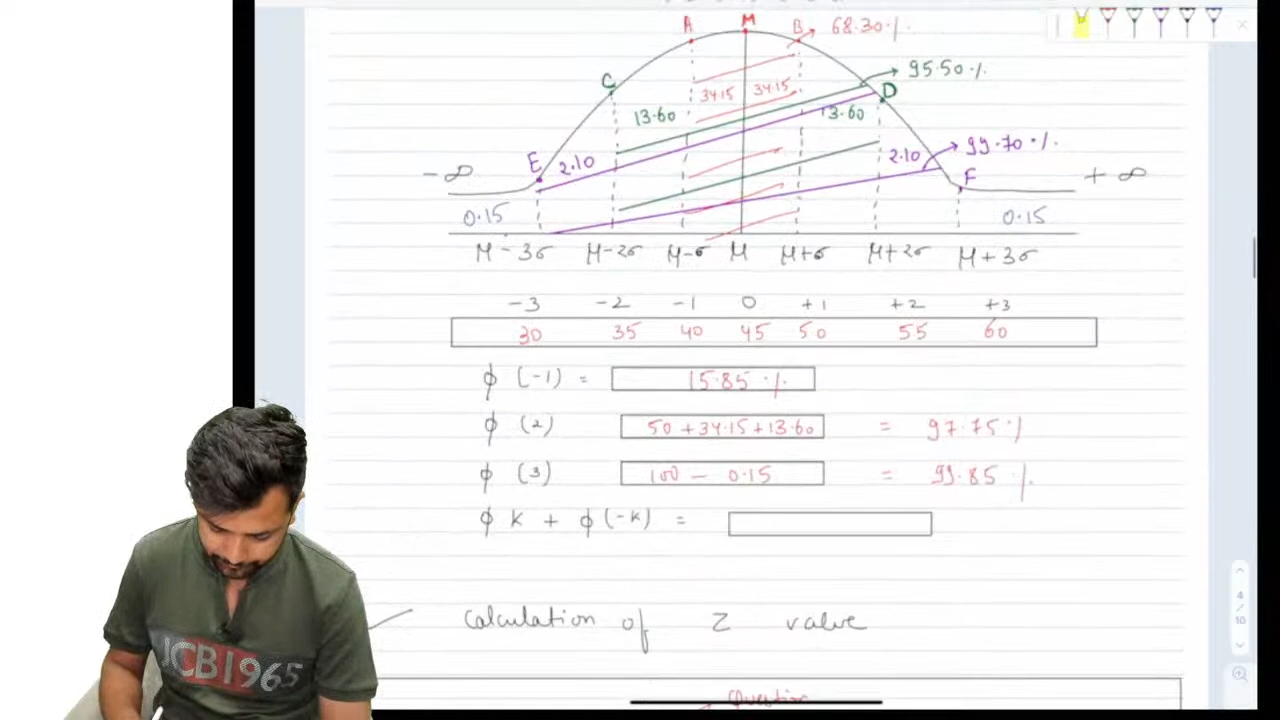 A M B 68.30%
C 95.50%
34.15 34.15 D
13.60 13.60
E 2.10 2.10 99.70%
-∞ F +∞
0.15 0.15
μ-3σ μ-2σ μ-σ μ μ+σ μ+2σ μ+3σ
-3 -2 -1 0 +1 +2 +3
30 35 40 45 50 55 60
φ (-1) = 15.85%
φ (2) 50 + 34.15 + 13.60 = 97.75%
φ (3) 100 - 0.15 = 99.85%
φ k + φ(-k) =
calculation of Z value
Question
JCB1965
4
/
10